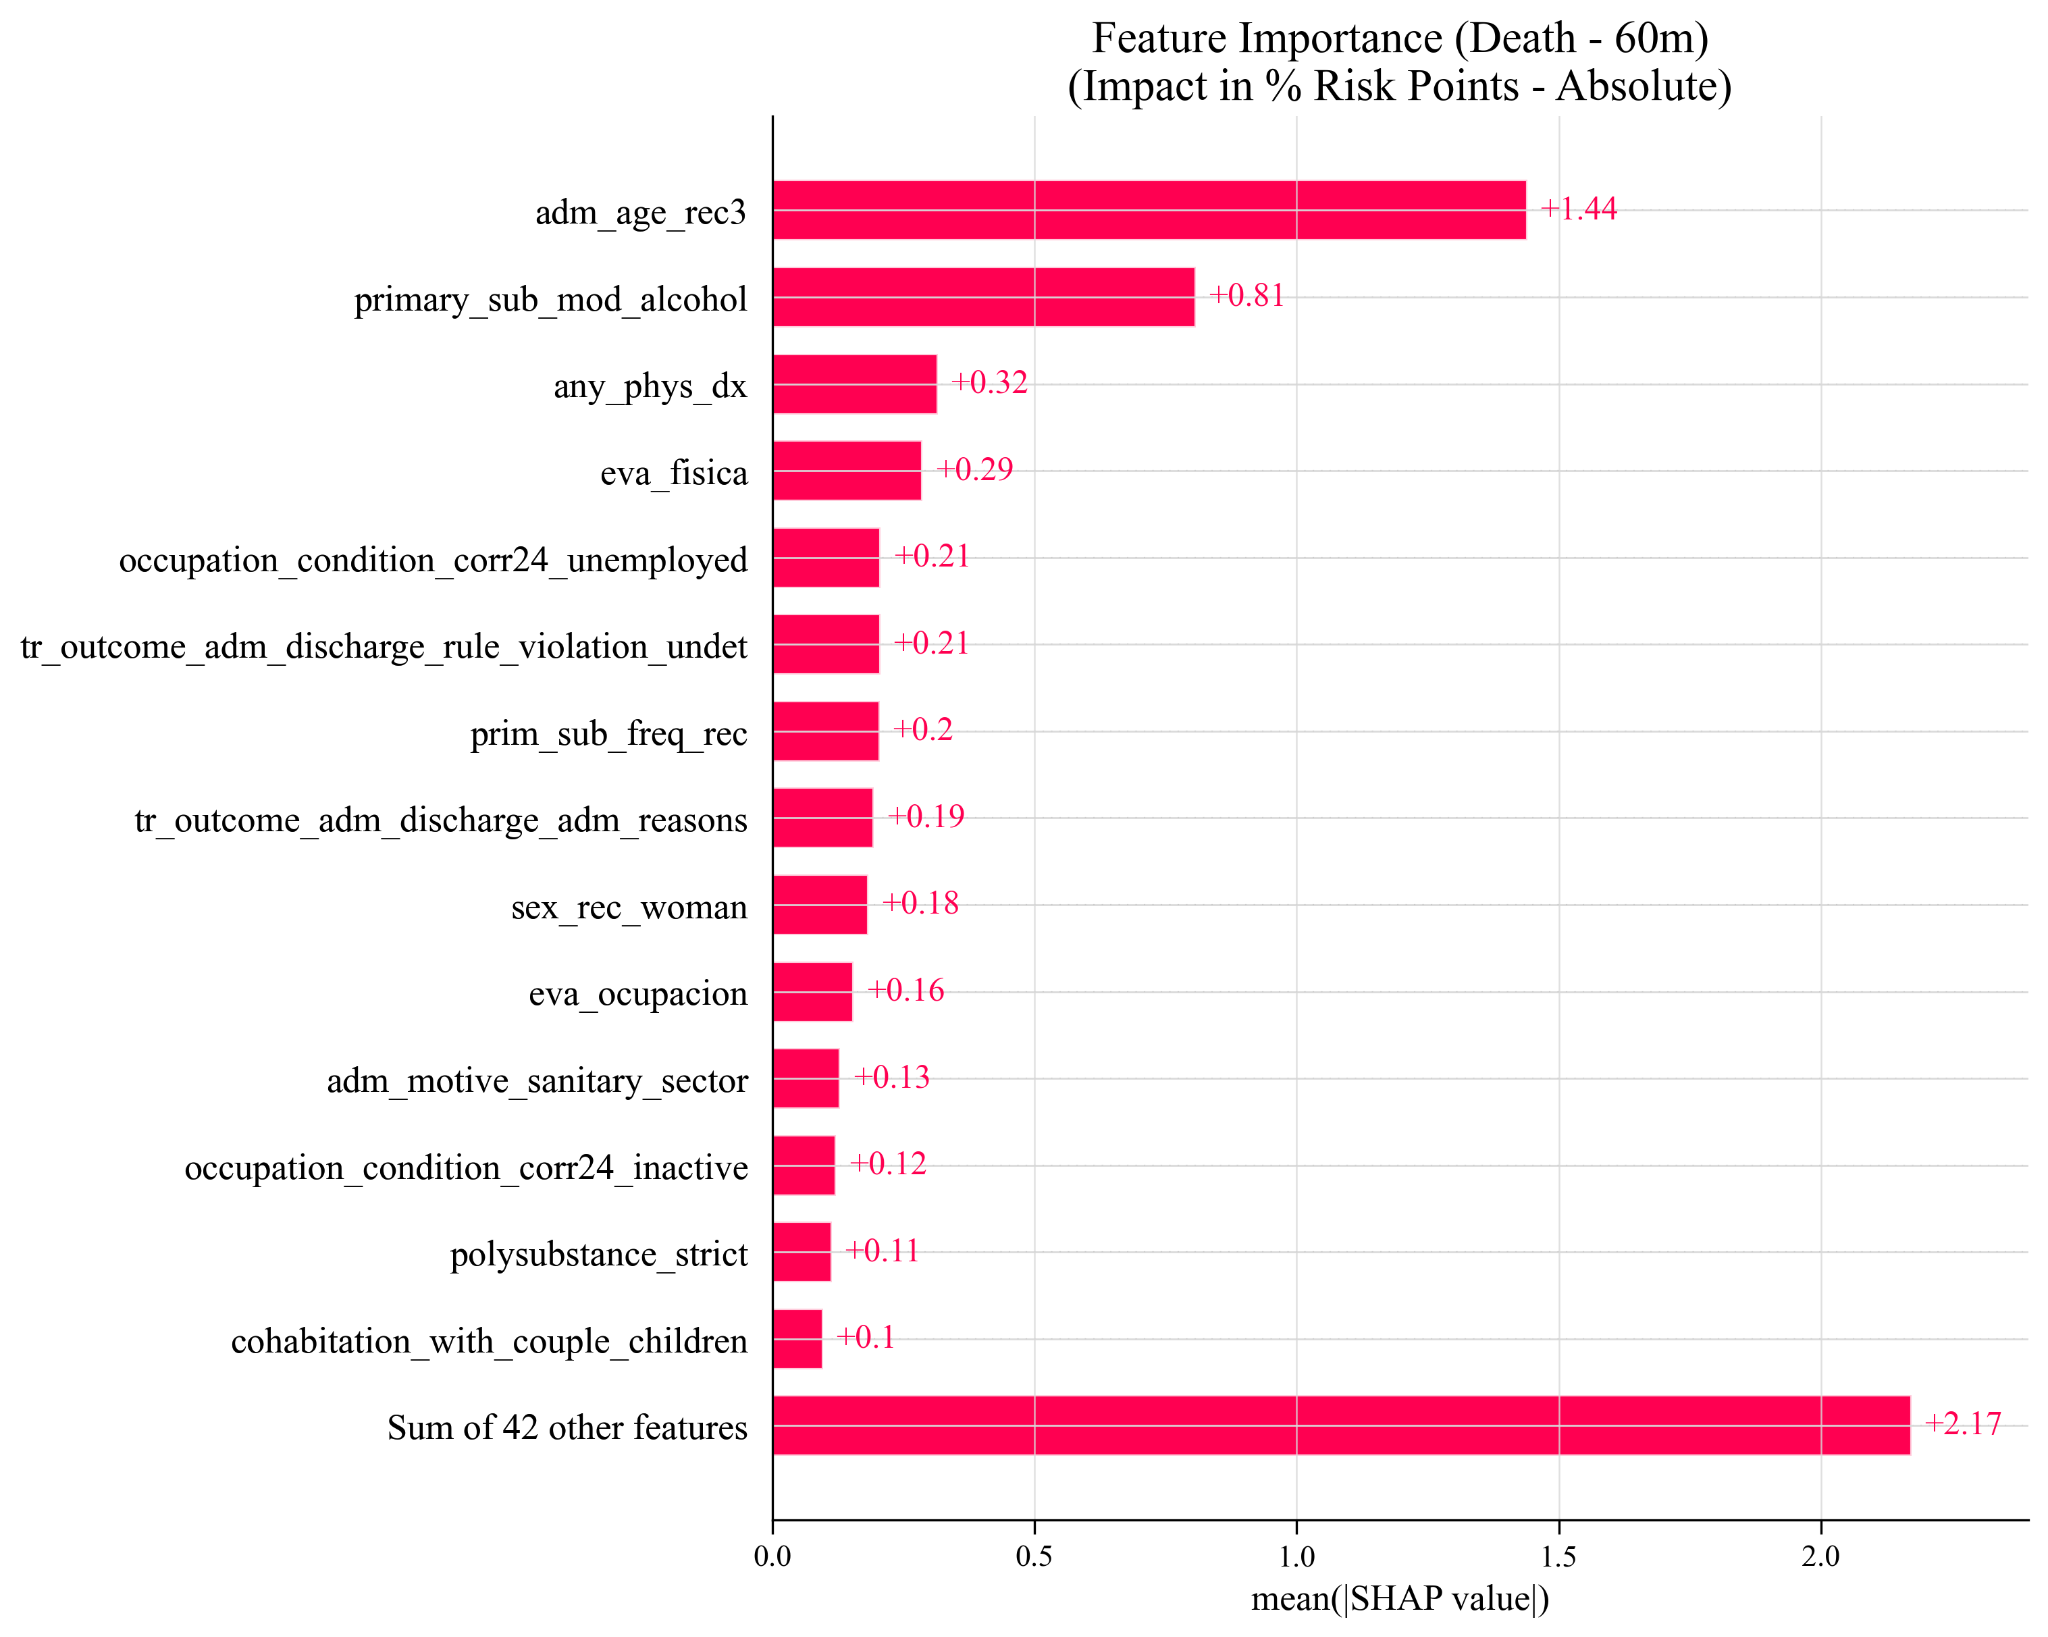 Feature Importance (Death - 60m)
(Impact in % Risk Points - Absolute)
adm_age_rec3 +1.44
primary_sub_mod_alcohol +0.81
any_phys_dx +0.32
eva_fisica +0.29
occupation_condition_corr24_unemployed +0.21
tr_outcome_adm_discharge_rule_violation_undet +0.21
prim_sub_freq_rec +0.2
tr_outcome_adm_discharge_adm_reasons +0.19
sex_rec_woman +0.18
eva_ocupacion +0.16
adm_motive_sanitary_sector +0.13
occupation_condition_corr24_inactive +0.12
polysubstance_strict +0.11
cohabitation_with_couple_children +0.1
Sum of 42 other features +2.17
0.0 0.5 1.0 1.5 2.0
mean(|SHAP value|)